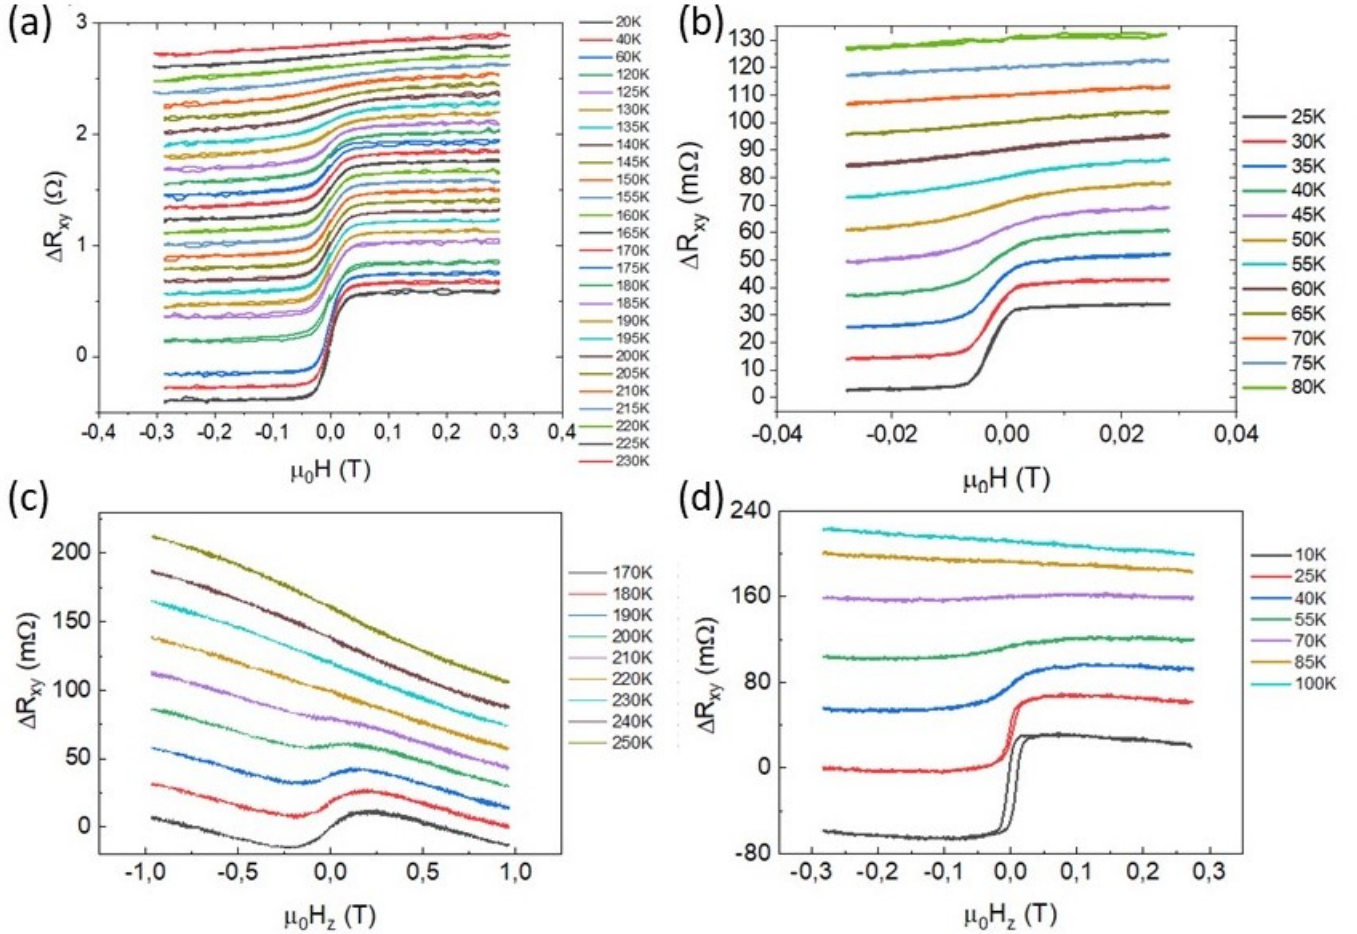 (a)
3
2
1
0
ΔRxy (Ω)
-0,4 -0,3 -0,2 -0,1 0,0 0,1 0,2 0,3 0,4
μ0H (T)
20K
40K
60K
120K
125K
130K
135K
140K
145K
150K
155K
160K
165K
170K
175K
180K
185K
190K
195K
200K
205K
210K
215K
220K
225K
230K
(b)
130
120
110
100
90
80
70
60
50
40
30
20
10
0
ΔRxy (mΩ)
-0,04 -0,02 0,00 0,02 0,04
μ0H (T)
25K
30K
35K
40K
45K
50K
55K
60K
65K
70K
75K
80K
(c)
200
150
100
50
0
ΔRxy (mΩ)
-1,0 -0,5 0,0 0,5 1,0
μ0Hz (T)
170K
180K
190K
200K
210K
220K
230K
240K
250K
(d)
240
160
80
0
-80
ΔRxy (mΩ)
-0,3 -0,2 -0,1 0,0 0,1 0,2 0,3
μ0Hz (T)
10K
25K
40K
55K
70K
85K
100K